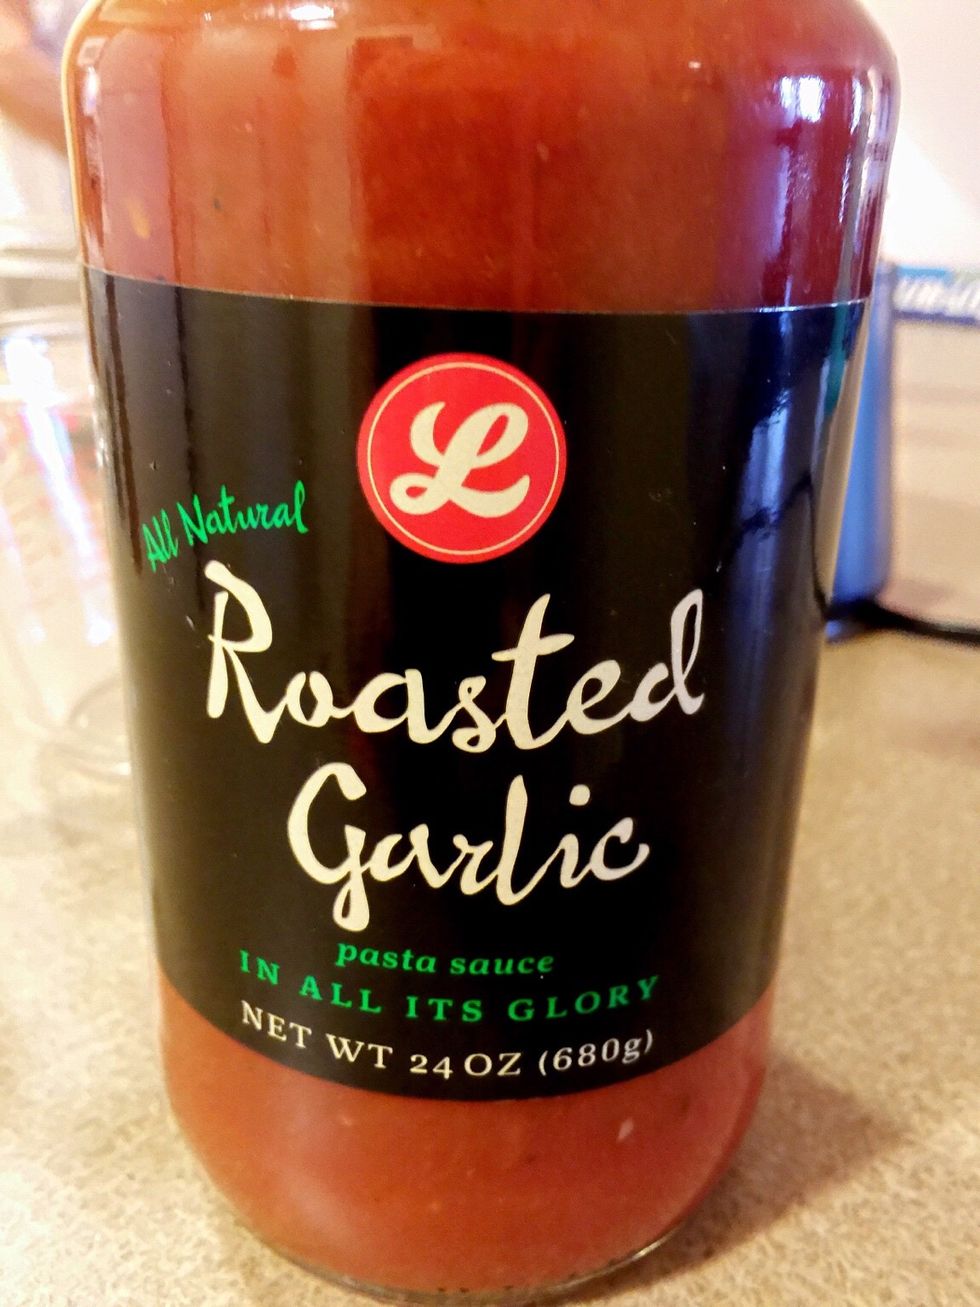 L
All Natural
Roasted
Garlic
pasta sauce
IN ALL ITS GLORY
NET WT 24 OZ (680g)